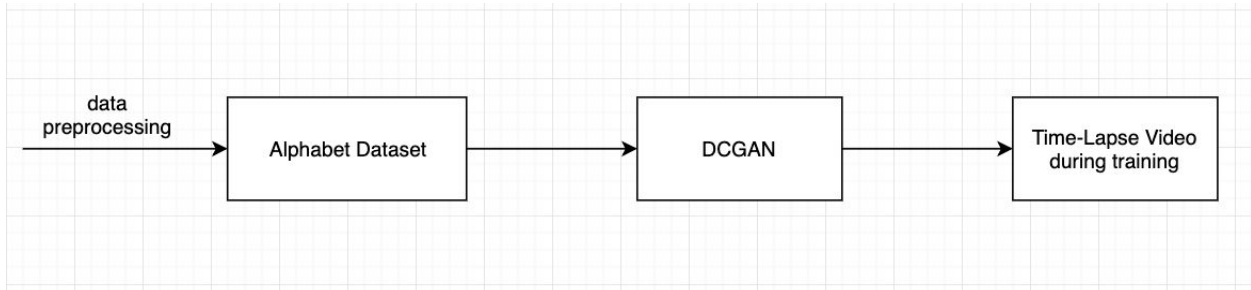 data
preprocessing
Alphabet Dataset
DCGAN
Time-Lapse Video
during training